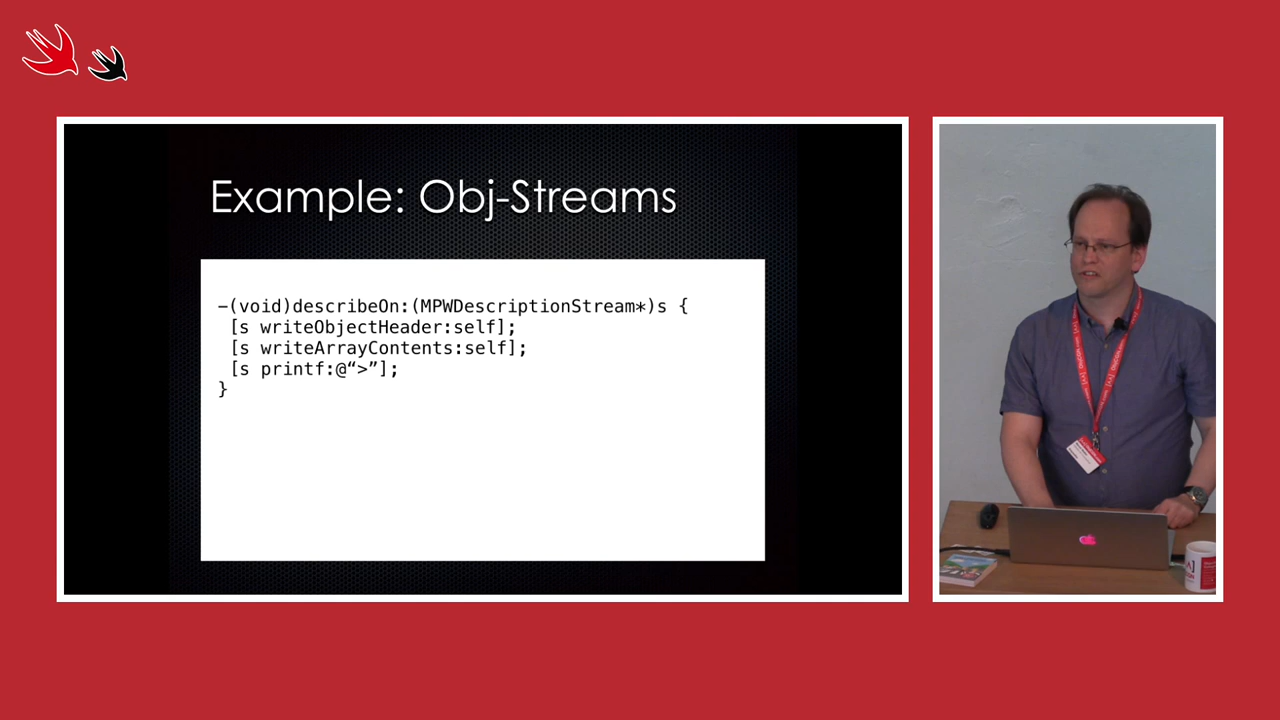 Example: Obj-Streams
–(void)describeOn:(MPWDescriptionStream*)s {
[s writeObjectHeader:self];
[s writeArrayContents:self];
[s printf:@“>”];
}